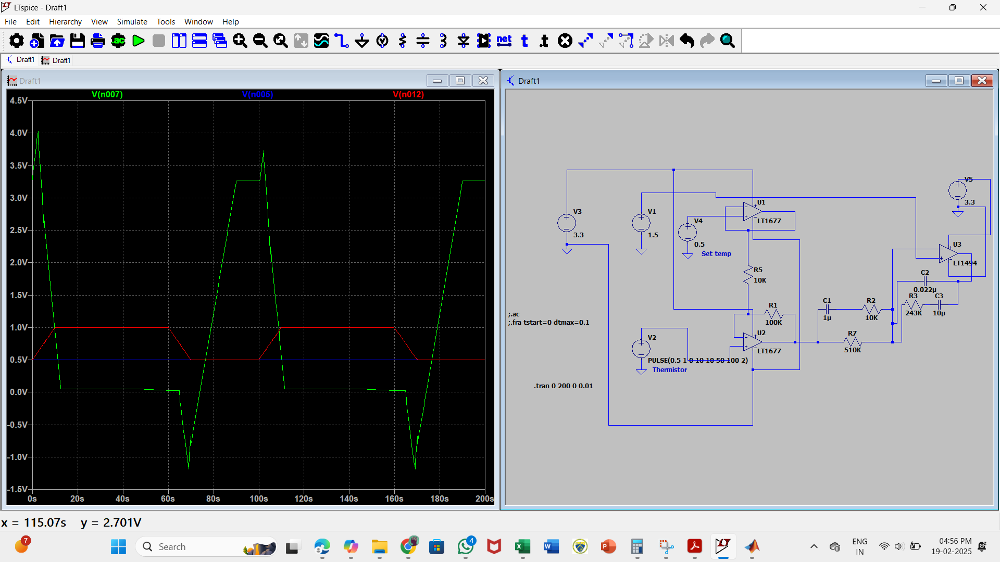 LTspice - Draft1
File Edit Hierarchy View Simulate Tools Window Help
.ac
net
t
.t
Draft1
Draft1
Draft1
V(n007) V(n005) V(n012)
4.5V
4.0V
3.5V
3.0V
2.5V
2.0V
1.5V
1.0V
0.5V
0.0V
-0.5V
-1.0V
-1.5V
0s 20s 40s 60s 80s 100s 120s 140s 160s 180s 200s
Draft1
V3
3.3
V1
1.5
V4
0.5
Set temp
U1
LT1677
R5
10K
R1
100K
U2
LT1677
V2
PULSE(0.5 1 0 10 10 50 100 2)
Thermistor
;.ac
;.fra tstart=0 dtmax=0.1
.tran 0 200 0 0.01
V5
3.3
U3
LT1494
C2
0.022µ
R3
243K
C3
10µ
C1
1µ
R2
10K
R7
510K
x = 115.07s y = 2.701V
7
Search
4
ENG
IN
04:56 PM
19-02-2025